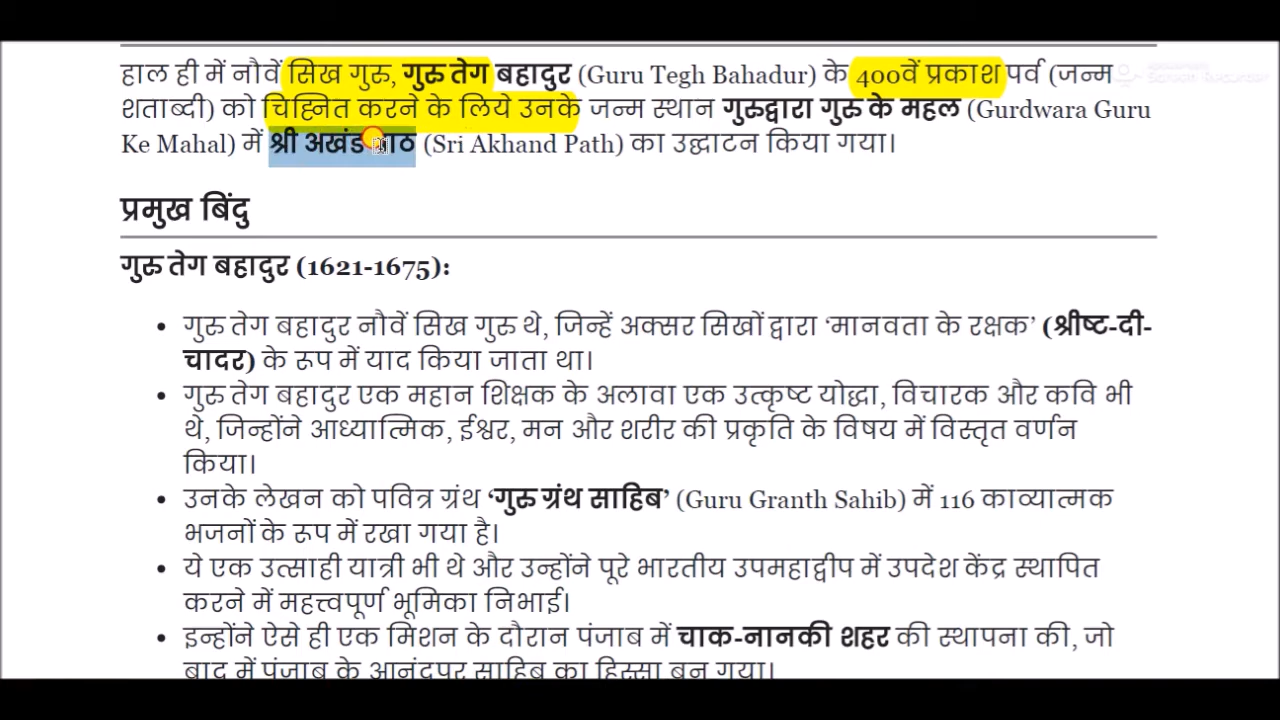 हाल ही में नौवें सिख गुरु, गुरु तेग बहादुर (Guru Tegh Bahadur) के 400वें प्रकाश पर्व (जन्म
शताब्दी) को चिह्नित करने के लिये उनके जन्म स्थान गुरुद्वारा गुरु के महल (Gurdwara Guru
Ke Mahal) में श्री अखंड पाठ (Sri Akhand Path) का उद्घाटन किया गया।
प्रमुख बिंदु
गुरु तेग बहादुर (1621-1675):
• गुरु तेग बहादुर नौवें सिख गुरु थे, जिन्हें अक्सर सिखों द्वारा ‘मानवता के रक्षक’ (श्रीष्ट-दी-
चादर) के रूप में याद किया जाता था।
• गुरु तेग बहादुर एक महान शिक्षक के अलावा एक उत्कृष्ट योद्धा, विचारक और कवि भी
थे, जिन्होंने आध्यात्मिक, ईश्वर, मन और शरीर की प्रकृति के विषय में विस्तृत वर्णन
किया।
• उनके लेखन को पवित्र ग्रंथ ‘गुरु ग्रंथ साहिब’ (Guru Granth Sahib) में 116 काव्यात्मक
भजनों के रूप में रखा गया है।
• ये एक उत्साही यात्री भी थे और उन्होंने पूरे भारतीय उपमहाद्वीप में उपदेश केंद्र स्थापित
करने में महत्त्वपूर्ण भूमिका निभाई।
• इन्होंने ऐसे ही एक मिशन के दौरान पंजाब में चाक-नानकी शहर की स्थापना की, जो
बाद में पंजाब के आनंदपुर साहिब का हिस्सा बन गया।